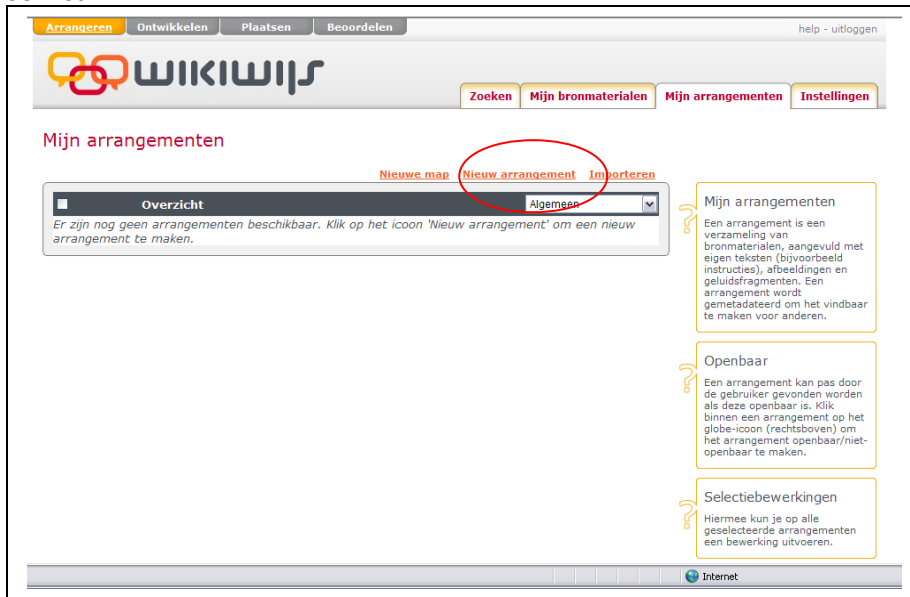 Arrangeren Ontwikkelen Plaatsen Beoordelen help - uitloggen
wikiwijs
Zoeken Mijn bronmaterialen Mijn arrangementen Instellingen
Mijn arrangementen
Nieuwe map Nieuw arrangement Importeren
Overzicht Algemeen
Er zijn nog geen arrangementen beschikbaar. Klik op het icoon 'Nieuw arrangement' om een nieuw
arrangement te maken.
Mijn arrangementen
Een arrangement is een
verzameling van
bronmaterialen, aangevuld met
eigen teksten (bijvoorbeeld
instructies), afbeeldingen en
geluidsfragmenten. Een
arrangement wordt
gemetadateerd om het vindbaar
te maken voor anderen.
Openbaar
Een arrangement kan pas door
de gebruiker gevonden worden
als deze openbaar is. Klik
binnen een arrangement op het
globe-icoon (rechtsboven) om
het arrangement openbaar/niet-
openbaar te maken.
Selectiebewerkingen
Hiermee kun je op alle
geselecteerde arrangementen
een bewerking uitvoeren.
Internet